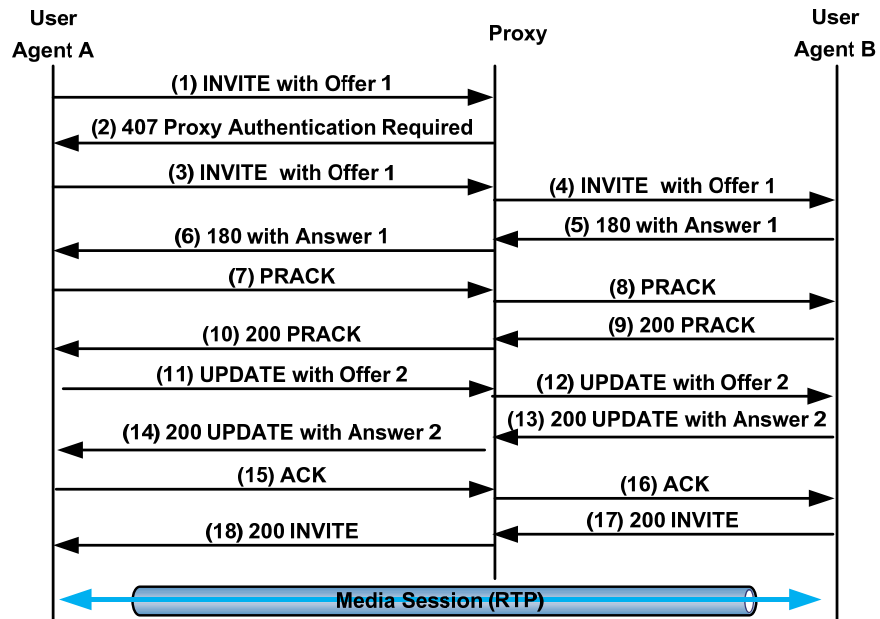 User
Agent A
Proxy
User
Agent B
(1) INVITE with Offer 1
(2) 407 Proxy Authentication Required
(3) INVITE with Offer 1
(4) INVITE with Offer 1
(5) 180 with Answer 1
(6) 180 with Answer 1
(7) PRACK
(8) PRACK
(9) 200 PRACK
(10) 200 PRACK
(11) UPDATE with Offer 2
(12) UPDATE with Offer 2
(13) 200 UPDATE with Answer 2
(14) 200 UPDATE with Answer 2
(15) ACK
(16) ACK
(17) 200 INVITE
(18) 200 INVITE
Media Session (RTP)